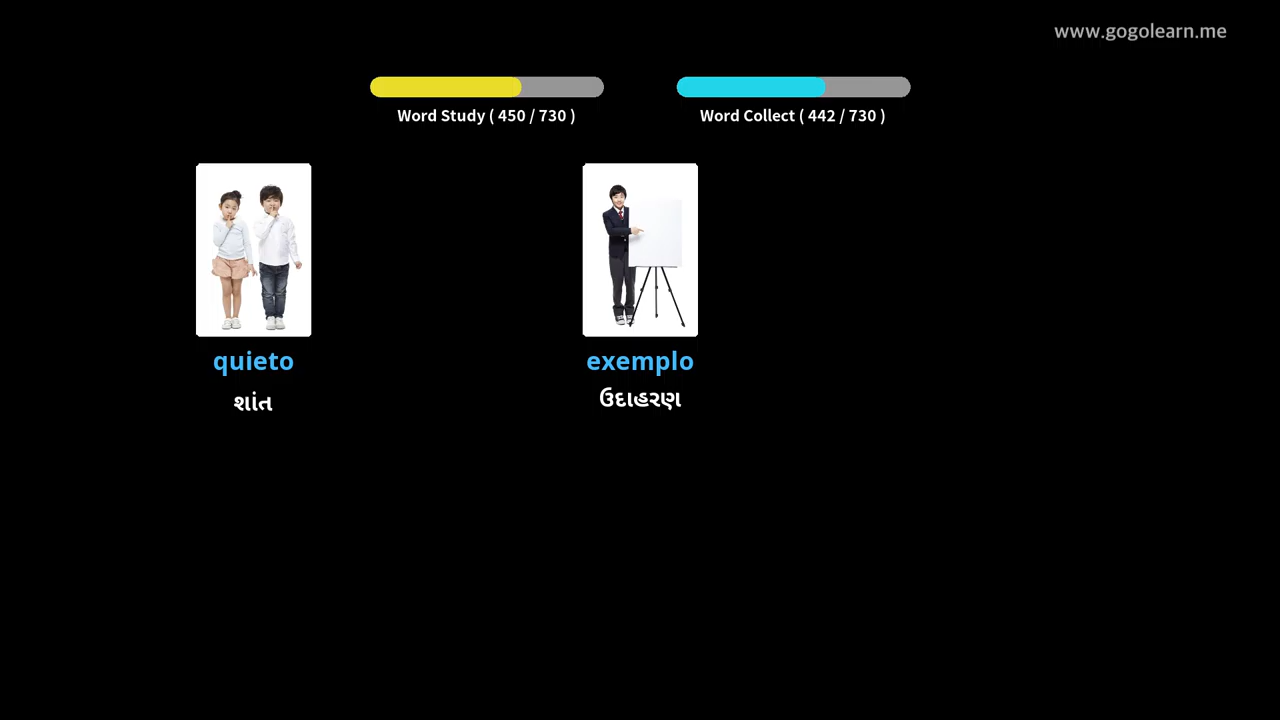 www.gogolearn.me
Word Study ( 450 / 730 )
Word Collect ( 442 / 730 )
quieto
શાંત
exemplo
ઉદાહરણ